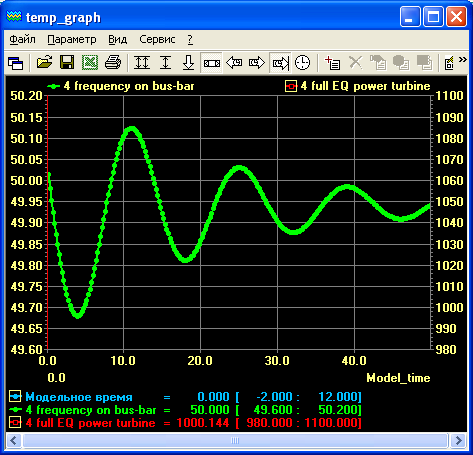 temp_graph
Файл Параметр Вид Сервис ?
4 frequency on bus-bar 4 full EQ power turbine
50.20 1100
50.15 1090
50.10 1080
50.05 1070
50.00 1060
49.95 1050
49.90 1040
49.85 1030
49.80 1020
49.75 1010
49.70 1000
49.65 990
49.60 980
0.0 10.0 20.0 30.0 40.0
0.0 Model_time
Модельное время = 0.000 [ -2.000 : 12.000]
4 frequency on bus-bar = 50.000 [ 49.600 : 50.200]
4 full EQ power turbine = 1000.144 [ 980.000 : 1100.000]